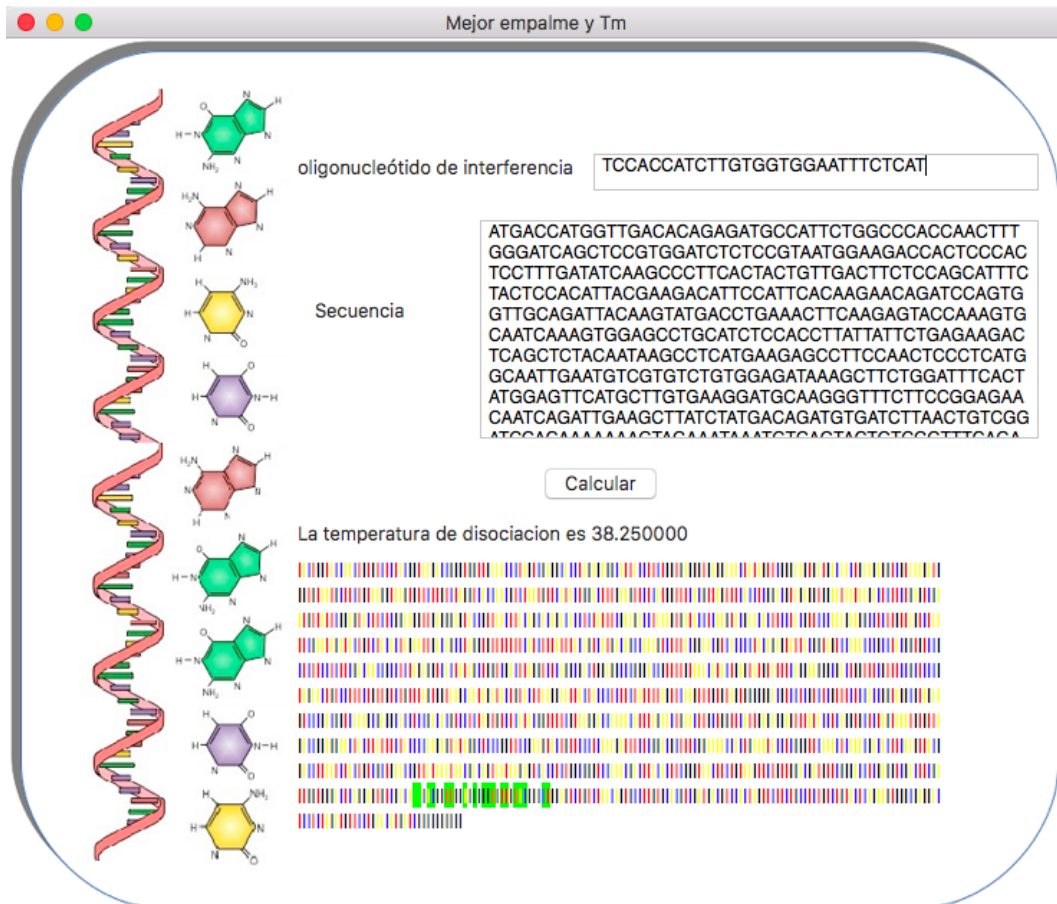 Mejor empalme y Tm
oligonucleótido de interferencia
TCCACCATCTTGTGGTGGAATTTCTCAT
Secuencia
ATGACCATGGTTGACACAGAGATGCCATTCTGGCCCACCAACTTT
GGGATCAGCTCCGTGGATCTCTCCGTAATGGAAGACCACTCCCAC
TCCTTTGATATCAAGCCCTTCACTACTGTTGACTTCTCCAGCATTTC
TACTCCACATTACGAAGACATTCCATTCACAAGAACAGATCCAGTG
GTTGCAGATTACAAGTATGACCTGAAACTTCAAGAGTACCAAAGTG
CAATCAAAGTGGAGCCTGCATCTCCACCTTATTATTCTGAGAAGAC
TCAGCTCTACAATAAGCCTCATGAAGAGCCTTCCAACTCCCTCATG
GCAATTGAATGTCGTGTCTGTGGAGATAAAGCTTCTGGATTTCACT
ATGGAGTTCATGCTTGTGAAGGATGCAAGGGTTTCTTCCGGAGAA
CAATCAGATTGAAGCTTATCTATGACAGATGTGATCTTAACTGTCGG
Calcular
La temperatura de disociacion es 38.250000